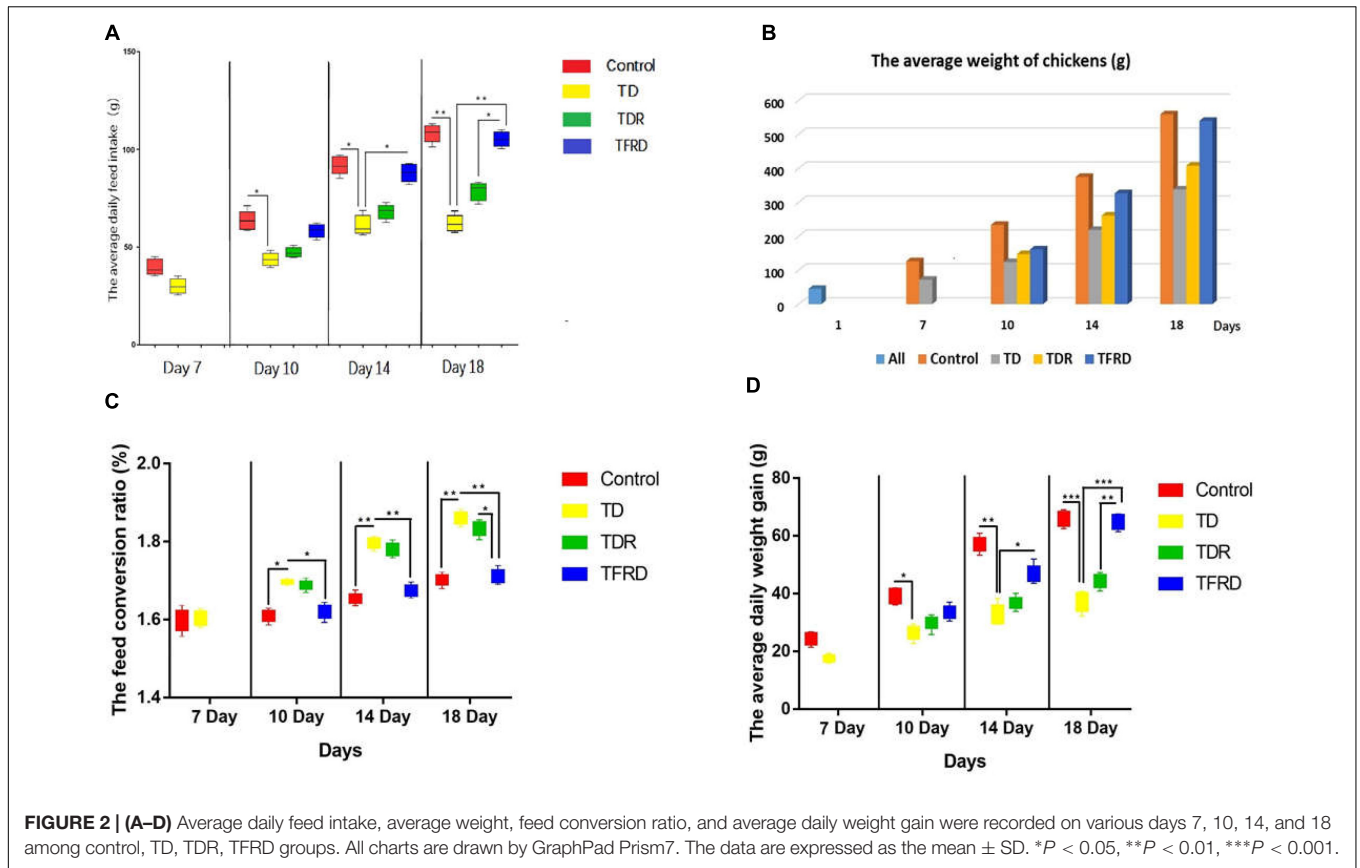 A
The average daily feed intake (g)
150
100
50
0
Day 7
Day 10
Day 14
Day 18
*
*
*
**
**
*
Control
TD
TDR
TFRD
B
The average weight of chickens (g)
600
500
400
300
200
100
0
1
7
10
14
18
Days
All
Control
TD
TDR
TFRD
C
The feed conversion ratio (%)
2.0
1.8
1.6
1.4
7 Day
10 Day
14 Day
18 Day
Days
*
*
**
**
**
**
*
Control
TD
TDR
TFRD
D
The average daily weight gain (g)
80
60
40
20
0
7 Day
10 Day
14 Day
18 Day
Days
*
**
*
***
***
**
Control
TD
TDR
TFRD
FIGURE 2 | (A–D) Average daily feed intake, average weight, feed conversion ratio, and average daily weight gain were recorded on various days 7, 10, 14, and 18
among control, TD, TDR, TFRD groups. All charts are drawn by GraphPad Prism7. The data are expressed as the mean ± SD. *P < 0.05, **P < 0.01, ***P < 0.001.